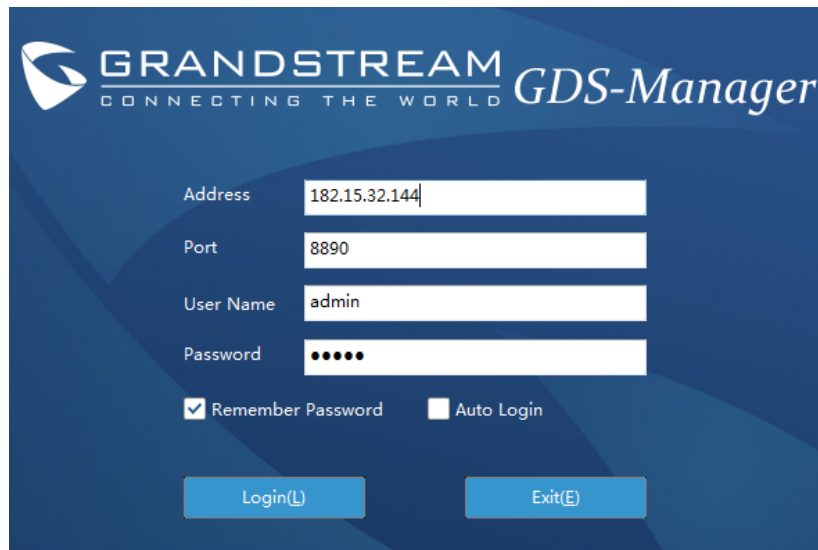 GRANDSTREAM
CONNECTING THE WORLD
GDS-Manager
Address 182.15.32.144
Port 8890
User Name admin
Password •••••
Remember Password Auto Login
Login(L) Exit(E)